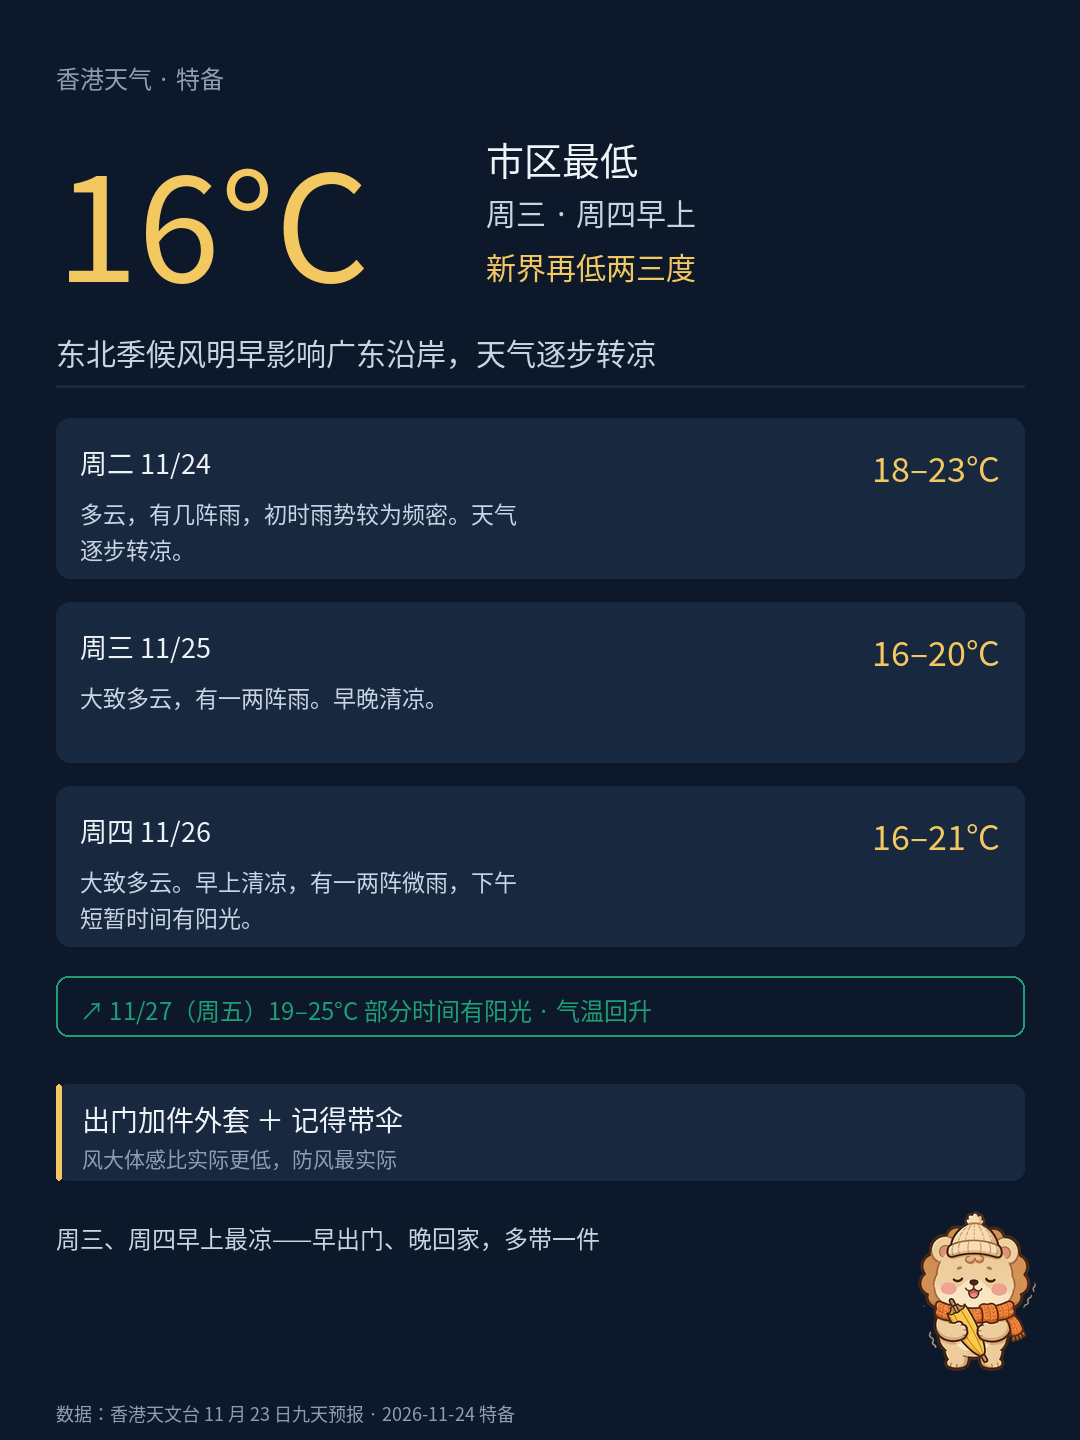 香港天气 · 特备
16°C
市区最低
周三 · 周四早上
新界再低两三度
东北季候风明早影响广东沿岸，天气逐步转凉
周二 11/24
18–23°C
多云，有几阵雨，初时雨势较为频密。天气
逐步转凉。
周三 11/25
16–20°C
大致多云，有一两阵雨。早晚清凉。
周四 11/26
16–21°C
大致多云。早上清凉，有一两阵微雨，下午
短暂时间有阳光。
↗ 11/27（周五）19–25°C 部分时间有阳光 · 气温回升
出门加件外套 ＋ 记得带伞
风大体感比实际更低，防风最实际
周三、周四早上最凉——早出门、晚回家，多带一件
数据：香港天文台 11 月 23 日九天预报 · 2026-11-24 特备